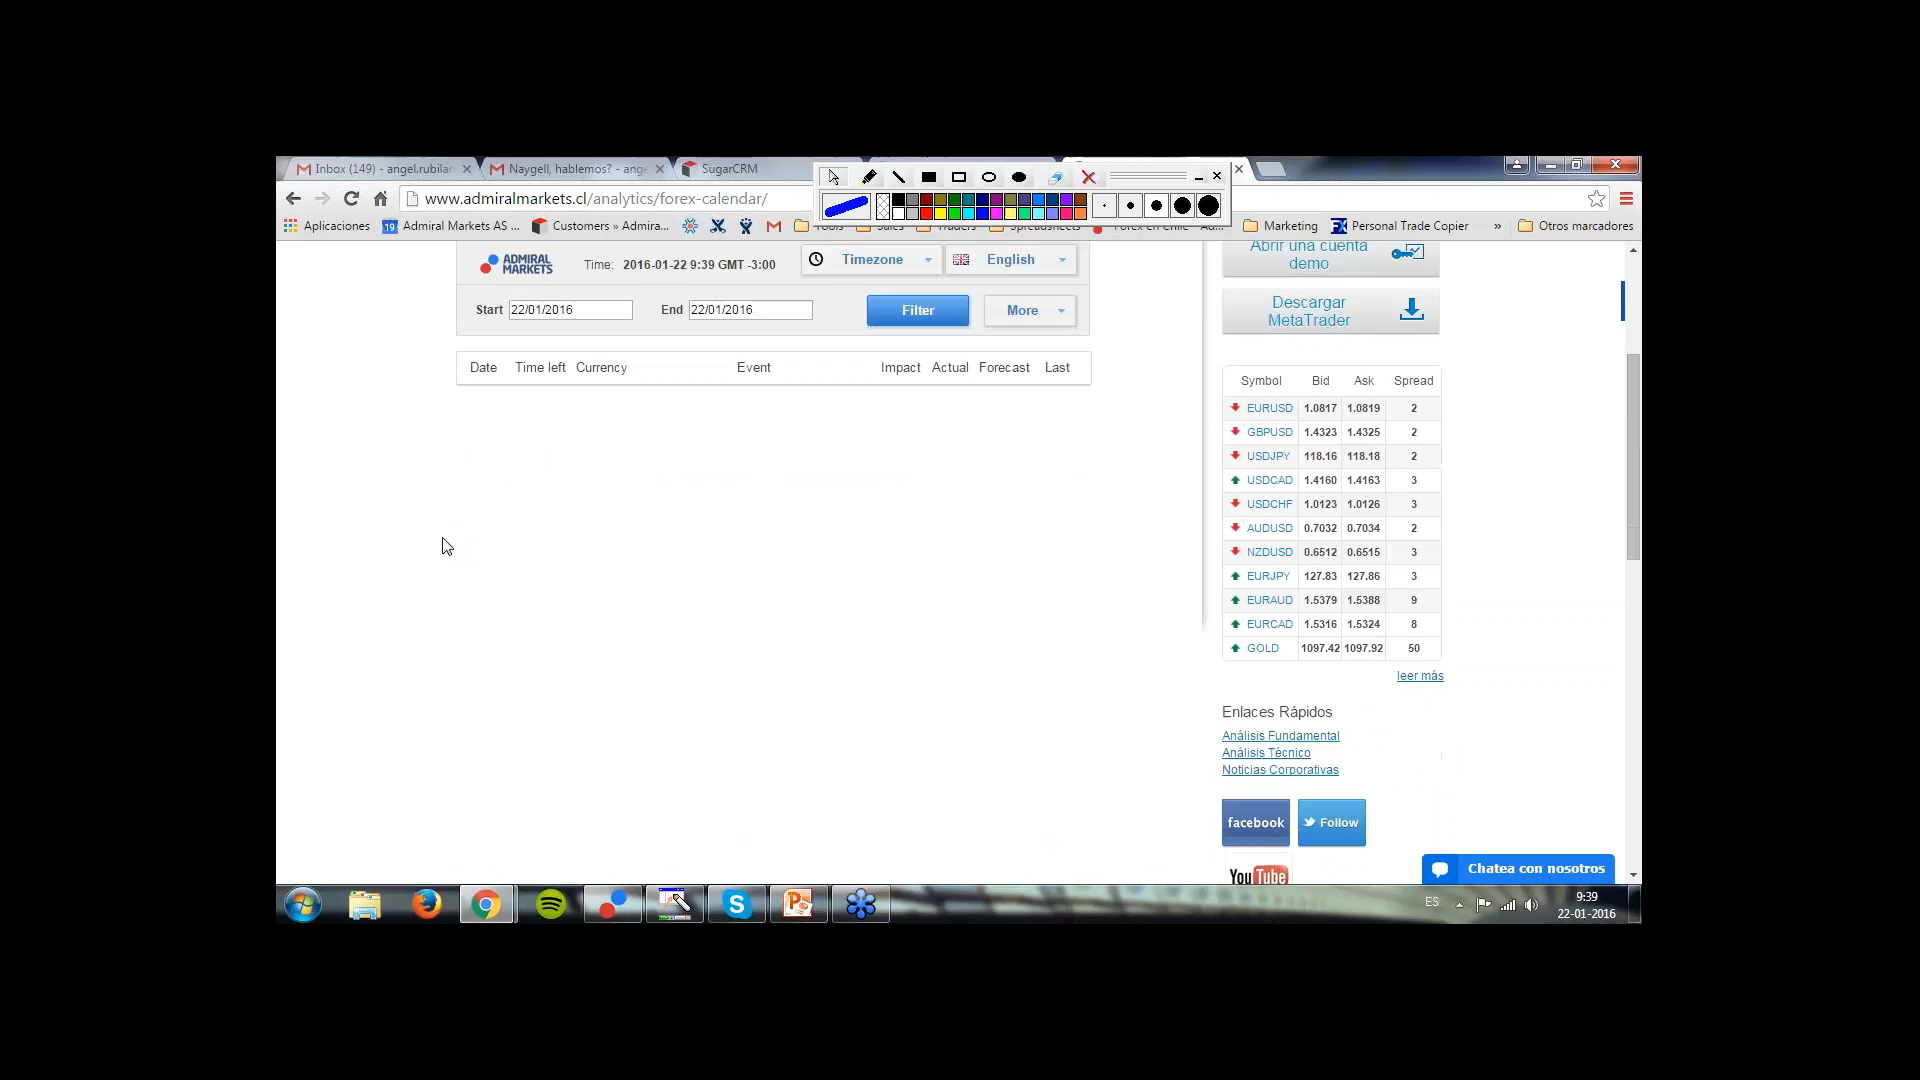 Inbox (149) - angel.rubilar
Naygell, hablemos? - ange
SugarCRM
www.admiralmarkets.cl/analytics/forex-calendar/
Aplicaciones
19 Admiral Markets AS ...
Customers » Admira...
Marketing
FX Personal Trade Copier
»
Otros marcadores
ADMIRAL MARKETS
Time: 2016-01-22 9:39 GMT -3:00
Timezone
English
Start 22/01/2016 End 22/01/2016 Filter More
Date Time left Currency Event Impact Actual Forecast Last
Abrir una cuenta
demo
Descargar
MetaTrader
Symbol Bid Ask Spread
EURUSD 1.0817 1.0819 2
GBPUSD 1.4323 1.4325 2
USDJPY 118.16 118.18 2
USDCAD 1.4160 1.4163 3
USDCHF 1.0123 1.0126 3
AUDUSD 0.7032 0.7034 2
NZDUSD 0.6512 0.6515 3
EURJPY 127.83 127.86 3
EURAUD 1.5379 1.5388 9
EURCAD 1.5316 1.5324 8
GOLD 1097.42 1097.92 50
leer más
Enlaces Rápidos
Análisis Fundamental
Análisis Técnico
Noticias Corporativas
facebook
Follow
YouTube
Chatea con nosotros
ES
9:39
22-01-2016